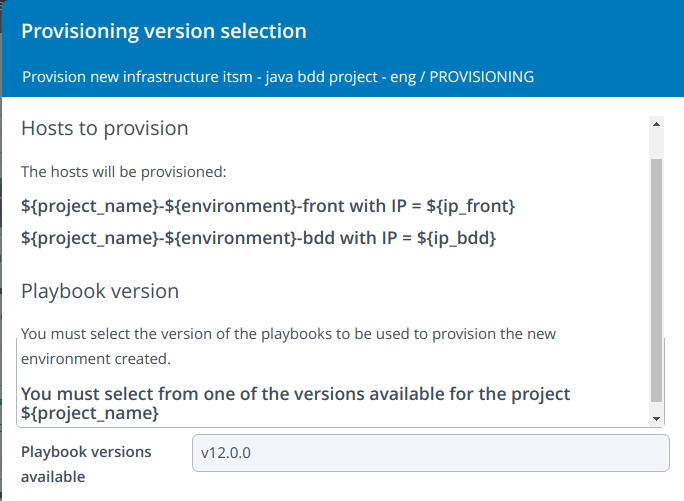 Provisioning version selection
Provision new infrastructure itsm - java bdd project - eng / PROVISIONING
Hosts to provision
The hosts will be provisioned:
${project_name}-${environment}-front with IP = ${ip_front}
${project_name}-${environment}-bdd with IP = ${ip_bdd}
Playbook version
You must select the version of the playbooks to be used to provision the new
environment created.
You must select from one of the versions available for the project
${project_name}
Playbook versions
available
v12.0.0